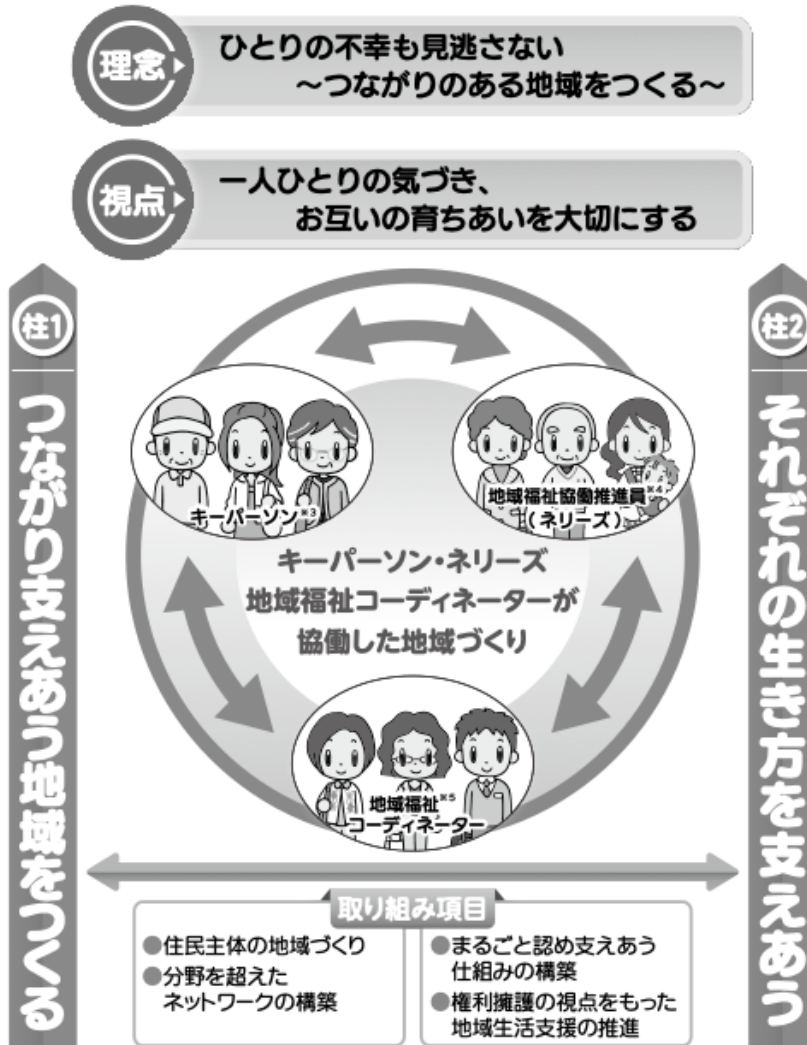 理念
ひとりの不幸も見逃さない
～つながりのある地域をつくる～
視点
一人ひとりの気づき、
お互いの育ちあいを大切にする
柱1
つながり支えあう地域をつくる
キーパーソン※3
地域福祉協働推進員※4
（ネリーズ）
キーパーソン・ネリーズ
地域福祉コーディネーターが
協働した地域づくり
地域福祉※5
コーディネーター
柱2
それぞれの生き方を支えあう
取り組み項目
●住民主体の地域づくり
●分野を超えた
ネットワークの構築
●まるごと認め支えあう
仕組みの構築
●権利擁護の視点をもった
地域生活支援の推進